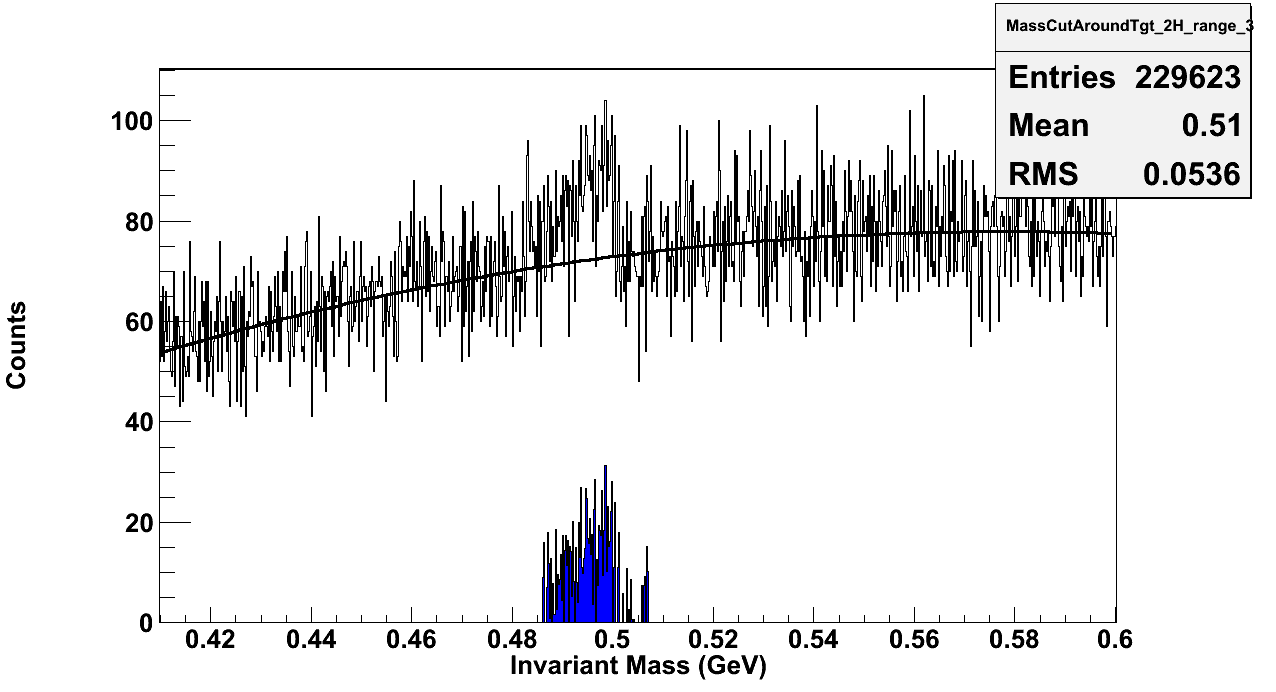 MassCutAroundTgt_2H_range_3
Entries 229623
Mean 0.51
RMS 0.0536
100
80
60
40
20
0
Counts
0.42 0.44 0.46 0.48 0.5 0.52 0.54 0.56 0.58 0.6
Invariant Mass (GeV)